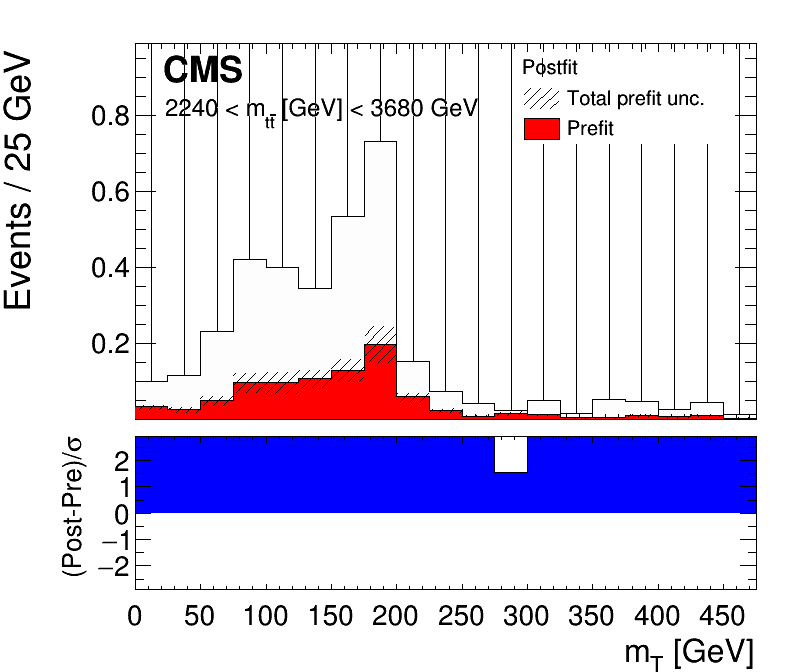 CMS
2240 < m_tt̄ [GeV] < 3680 GeV
Postfit
Total prefit unc.
Prefit
Events / 25 GeV
0.8
0.6
0.4
0.2
(Post-Pre)/σ
2
1
0
−1
−2
0 50 100 150 200 250 300 350 400 450
m_T [GeV]